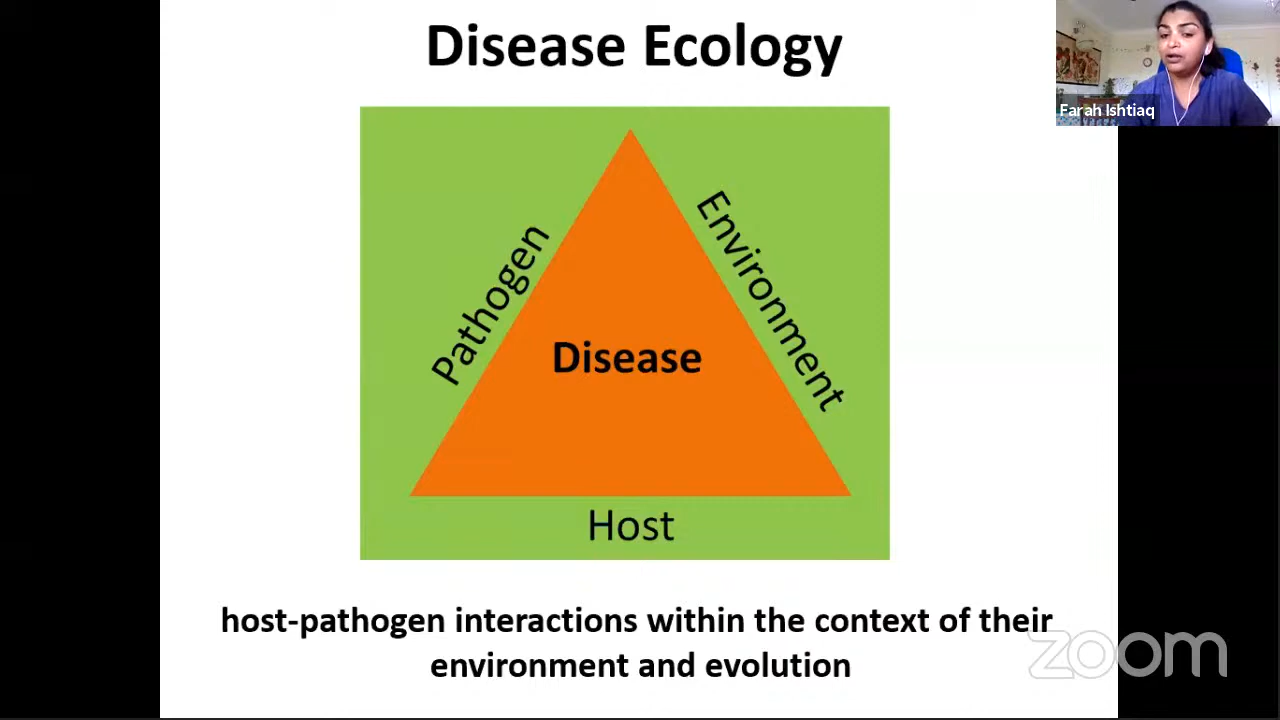 Disease Ecology
Farah Ishtiaq
Pathogen
Environment
Disease
Host
host-pathogen interactions within the context of their
environment and evolution
zoom